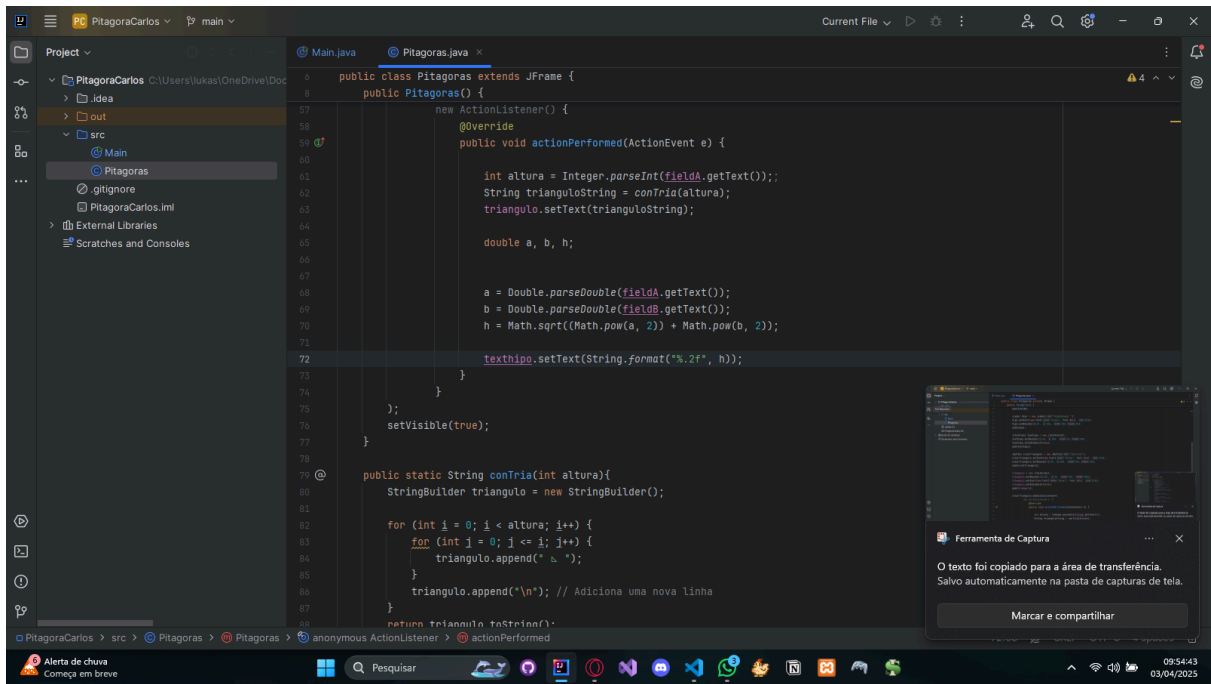 PC PitagoraCarlos main Current File
Project
Main.java Pitagoras.java
PitagoraCarlos C:\Users\lukas\OneDrive\Doc
.idea
out
src
Main
Pitagoras
.gitignore
PitagoraCarlos.iml
External Libraries
Scratches and Consoles
4
6 public class Pitagoras extends JFrame {
8 public Pitagoras() {
57 new ActionListener() {
58 @Override
59 public void actionPerformed(ActionEvent e) {
60
61 int altura = Integer.parseInt(fieldA.getText());;
62 String trianguloString = conTria(altura);
63 triangulo.setText(trianguloString);
64
65 double a, b, h;
66
67
68 a = Double.parseDouble(fieldA.getText());
69 b = Double.parseDouble(fieldB.getText());
70 h = Math.sqrt((Math.pow(a, 2)) + Math.pow(b, 2));
71
72 texthipo.setText(String.format("%.2f", h));
73 }
74 }
75 );
76 setVisible(true);
77 }
78
79 public static String conTria(int altura){
80 StringBuilder triangulo = new StringBuilder();
81
82 for (int i = 0; i < altura; i++) {
83 for (int j = 0; j <= i; j++) {
84 triangulo.append(" ⊾ ");
85 }
86 triangulo.append("\n"); // Adiciona uma nova linha
87 }
88 return triangulo.toString();
Ferramenta de Captura
O texto foi copiado para a área de transferência.
Salvo automaticamente na pasta de capturas de tela.
Marcar e compartilhar
PitagoraCarlos > src > Pitagoras > Pitagoras > anonymous ActionListener > actionPerformed
6 Alerta de chuva
Começa em breve
Pesquisar
3
09:54:43
03/04/2025